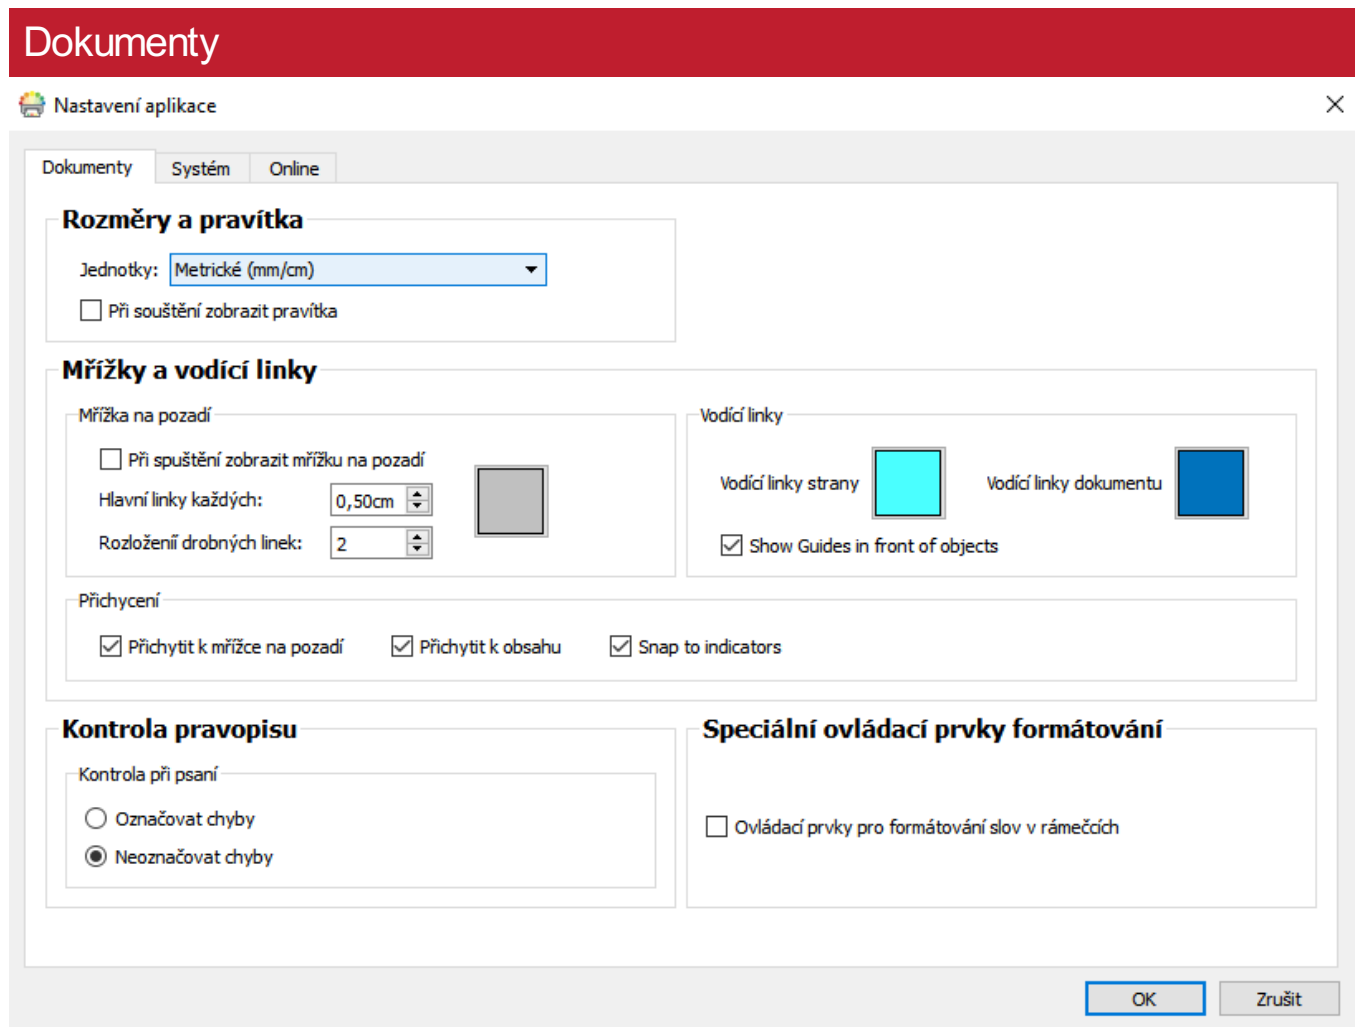 Dokumenty
Nastavení aplikace
Dokumenty Systém Online
Rozměry a pravítka
Jednotky: Metrické (mm/cm)
Při souštění zobrazit pravítka
Mřížky a vodící linky
Mřížka na pozadí
Při spuštění zobrazit mřížku na pozadí
Hlavní linky každých: 0,50cm
Rozloženíí drobných linek: 2
Vodící linky
Vodící linky strany Vodící linky dokumentu
Show Guides in front of objects
Přichycení
Přichytit k mřížce na pozadí Přichytit k obsahu Snap to indicators
Kontrola pravopisu
Kontrola při psaní
Označovat chyby
Neoznačovat chyby
Speciální ovládací prvky formátování
Ovládací prvky pro formátování slov v rámečcích
OK Zrušit